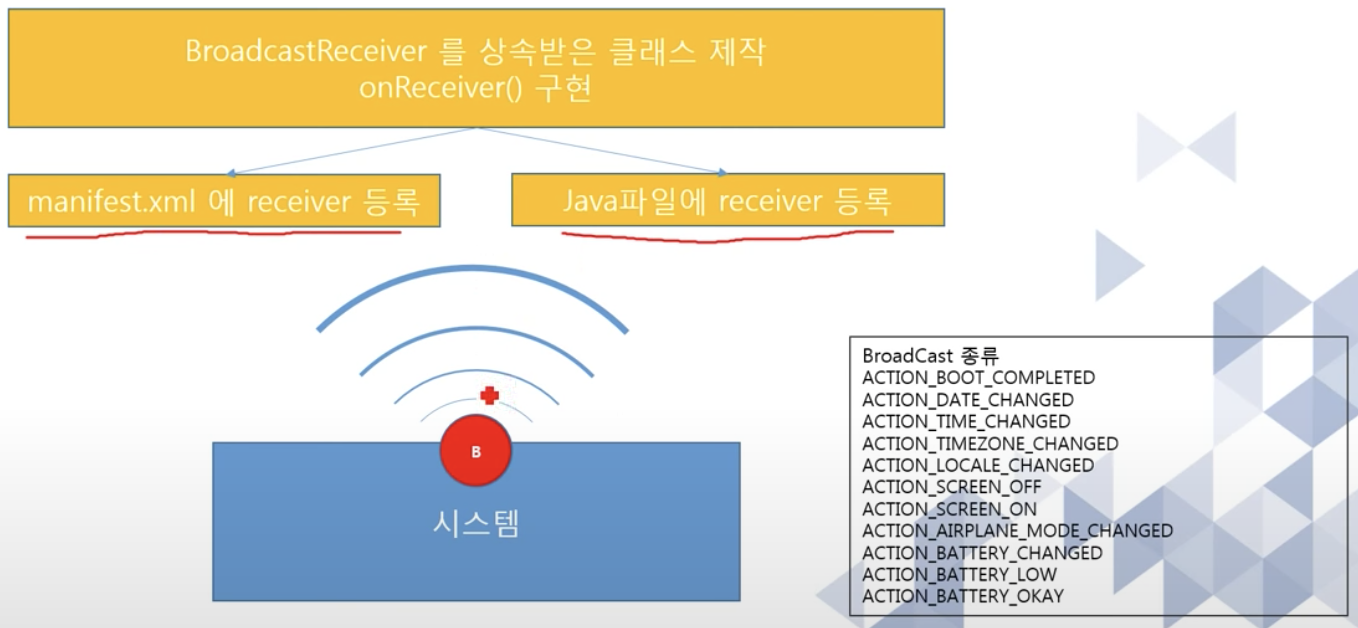 BroadcastReceiver 를 상속받은 클래스 제작
onReceiver() 구현
manifest.xml 에 receiver 등록
Java파일에 receiver 등록
B
시스템
BroadCast 종류
ACTION_BOOT_COMPLETED
ACTION_DATE_CHANGED
ACTION_TIME_CHANGED
ACTION_TIMEZONE_CHANGED
ACTION_LOCALE_CHANGED
ACTION_SCREEN_OFF
ACTION_SCREEN_ON
ACTION_AIRPLANE_MODE_CHANGED
ACTION_BATTERY_CHANGED
ACTION_BATTERY_LOW
ACTION_BATTERY_OKAY